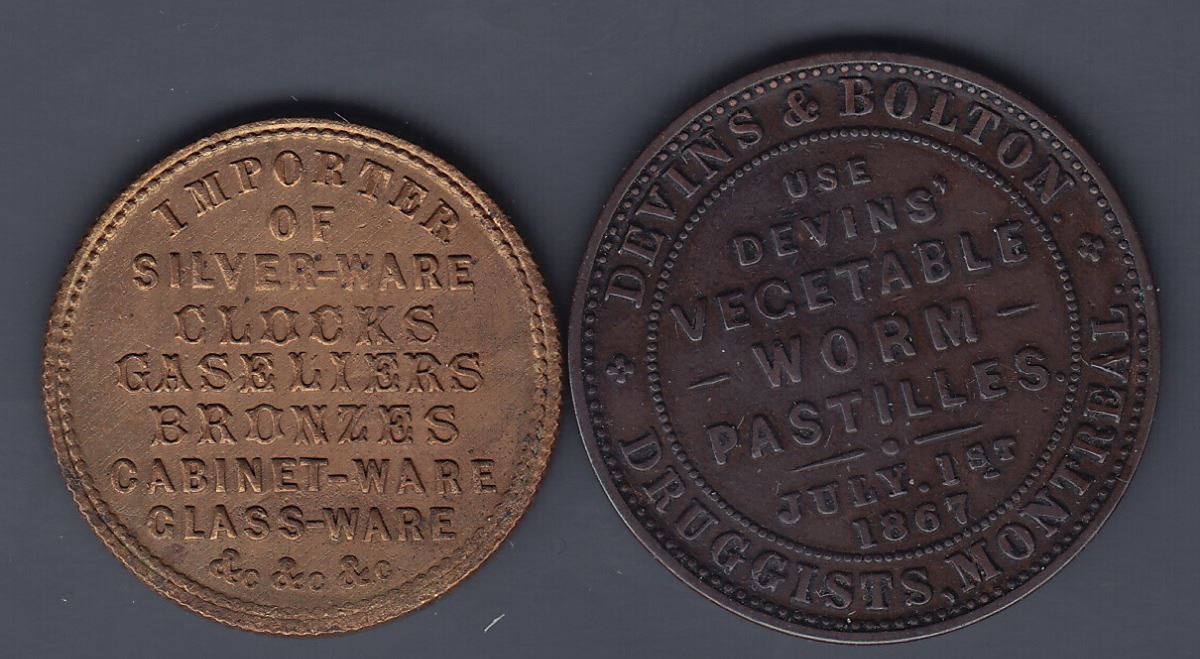 IMPORTER
OF
SILVER-WARE
CLOCKS
GASELIERS
BRONZES
CABINET-WARE
GLASS-WARE
&c &c &c
DEVINS & BOLTON.
USE
DEVINS'
VEGETABLE
- WORM -
PASTILLES.
JULY. 1ST
1867
DRUGGISTS, MONTREAL.